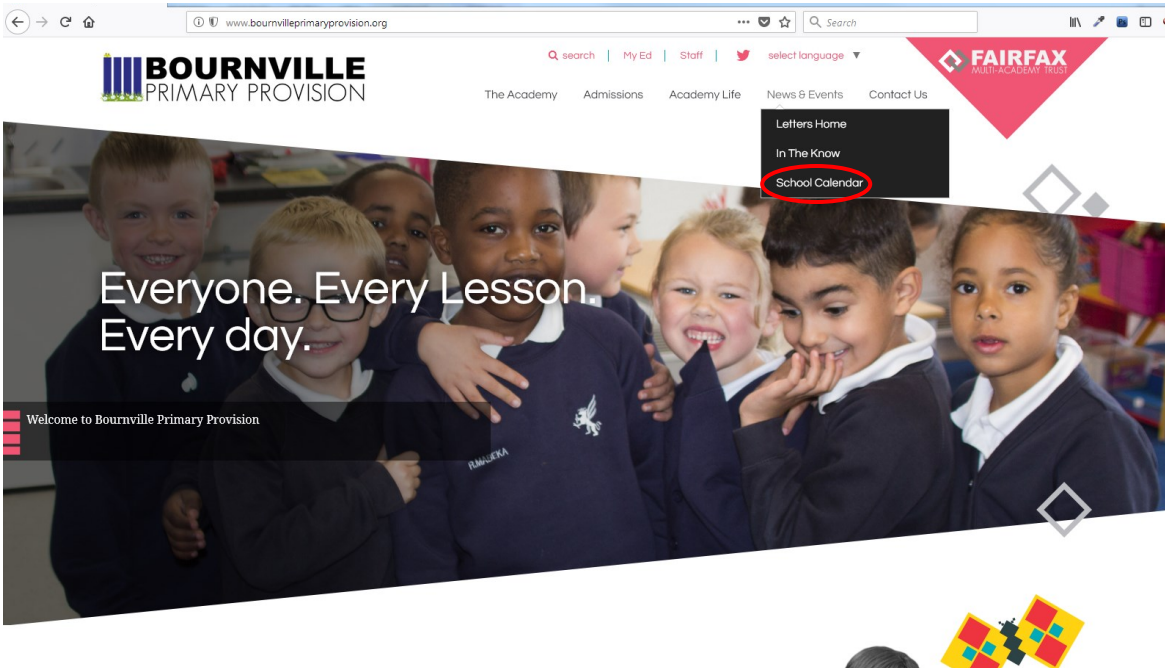 www.bournvilleprimaryprovision.org
Search
BOURNVILLE
PRIMARY PROVISION
search | My Ed | Staff | select language ▼
FAIRFAX
MULTI-ACADEMY TRUST
The Academy Admissions Academy Life News & Events Contact Us
Letters Home
In The Know
School Calendar
Everyone. Every Lesson.
Every day.
Welcome to Bournville Primary Provision